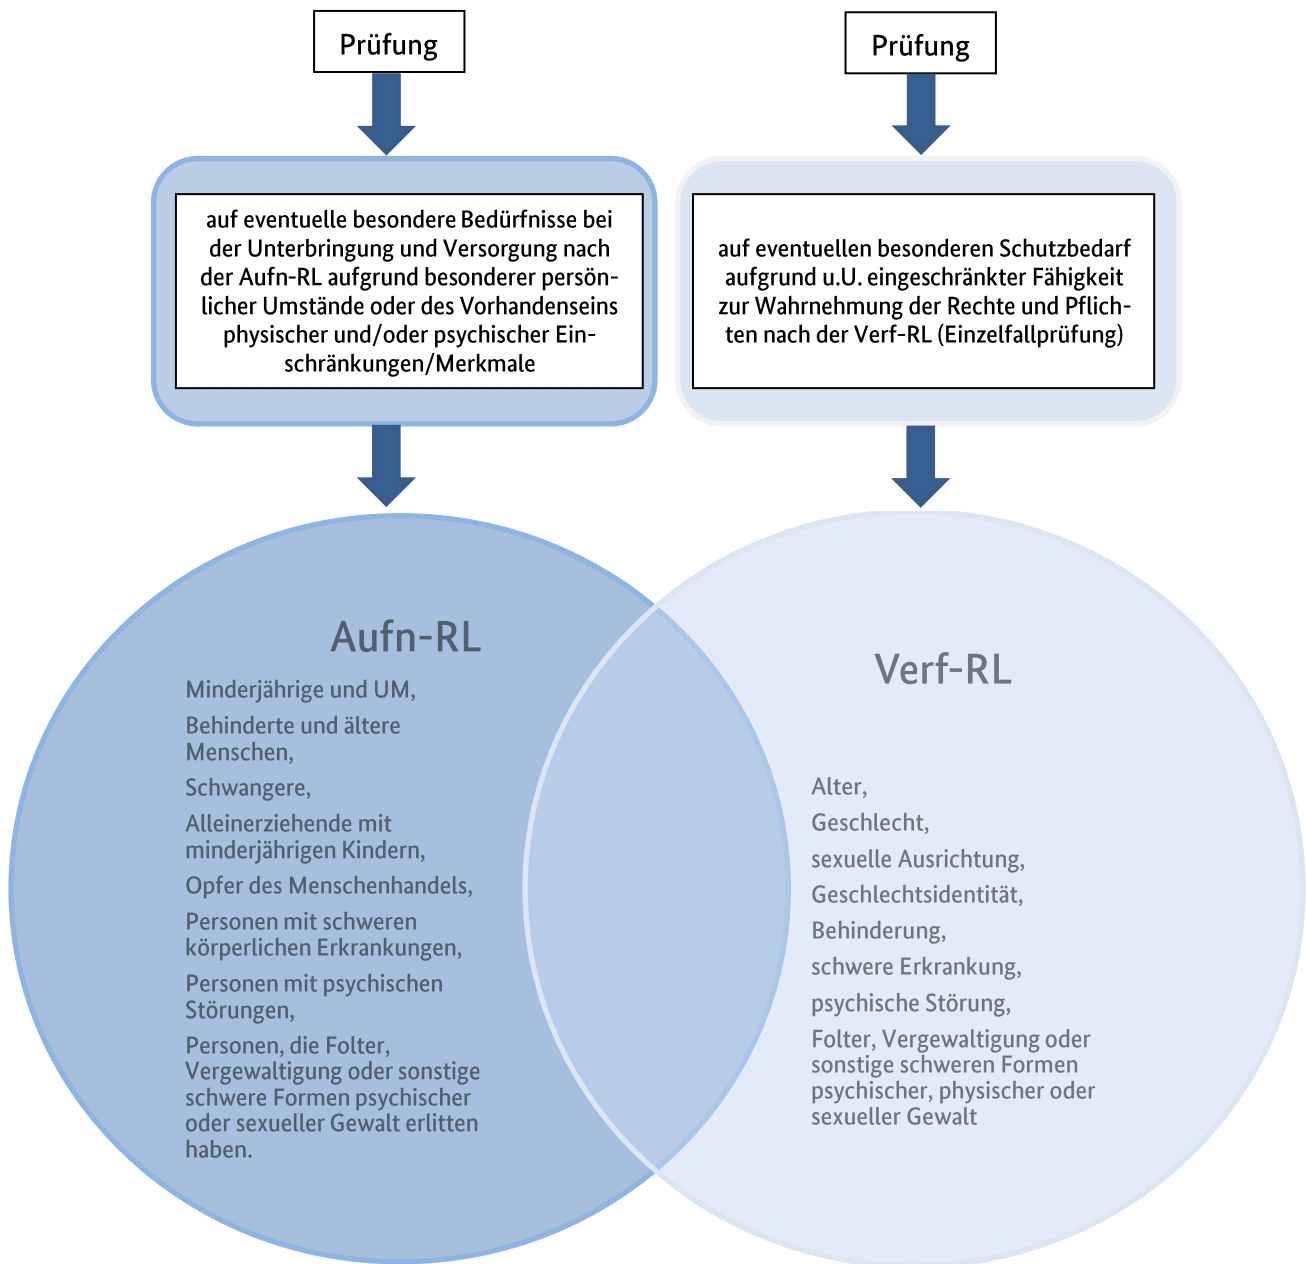 Prüfung
auf eventuelle besondere Bedürfnisse bei
der Unterbringung und Versorgung nach
der Aufn-RL aufgrund besonderer persön-
licher Umstände oder des Vorhandenseins
physischer und/oder psychischer Ein-
schränkungen/Merkmale
Prüfung
auf eventuellen besonderen Schutzbedarf
aufgrund u.U. eingeschränkter Fähigkeit
zur Wahrnehmung der Rechte und Pflich-
ten nach der Verf-RL (Einzelfallprüfung)
Aufn-RL
Minderjährige und UM,
Behinderte und ältere
Menschen,
Schwangere,
Alleinerziehende mit
minderjährigen Kindern,
Opfer des Menschenhandels,
Personen mit schweren
körperlichen Erkrankungen,
Personen mit psychischen
Störungen,
Personen, die Folter,
Vergewaltigung oder sonstige
schwere Formen psychischer
oder sexueller Gewalt erlitten
haben.
Verf-RL
Alter,
Geschlecht,
sexuelle Ausrichtung,
Geschlechtsidentität,
Behinderung,
schwere Erkrankung,
psychische Störung,
Folter, Vergewaltigung oder
sonstige schweren Formen
psychischer, physischer oder
sexueller Gewalt